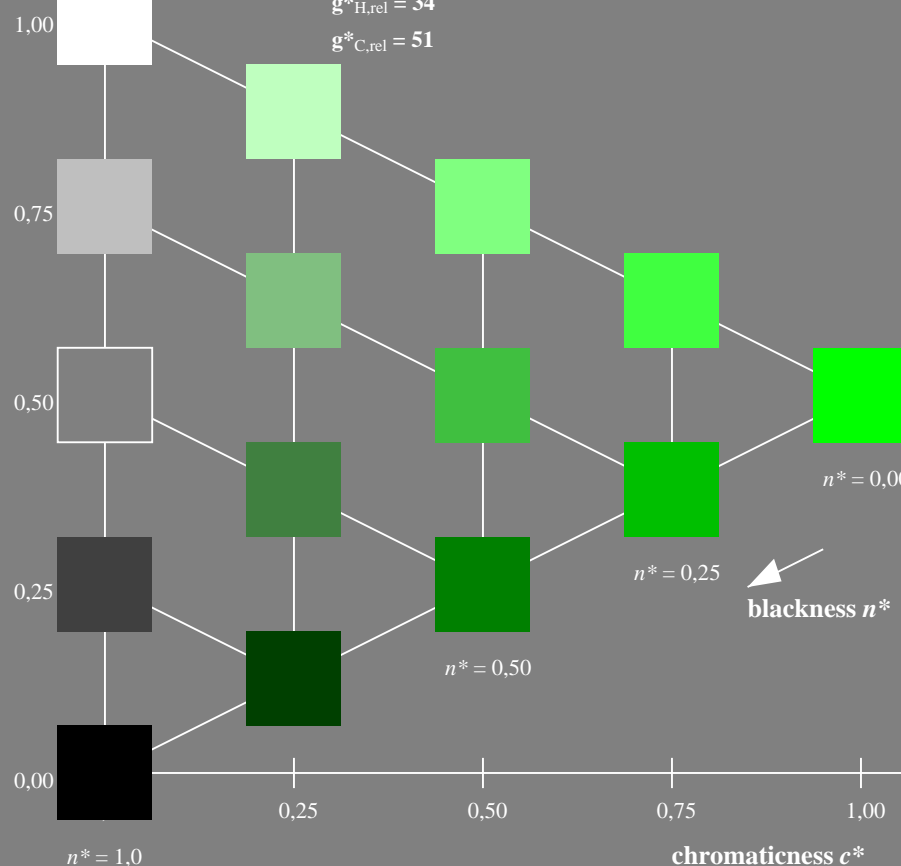 g*H,rel = 34
1,00
g*C,rel = 51
0,75
0,50
n* = 0,00
n* = 0,25
0,25
blackness n*
n* = 0,50
0,00
0,25 0,50 0,75 1,00
n* = 1,0
chromaticness c*